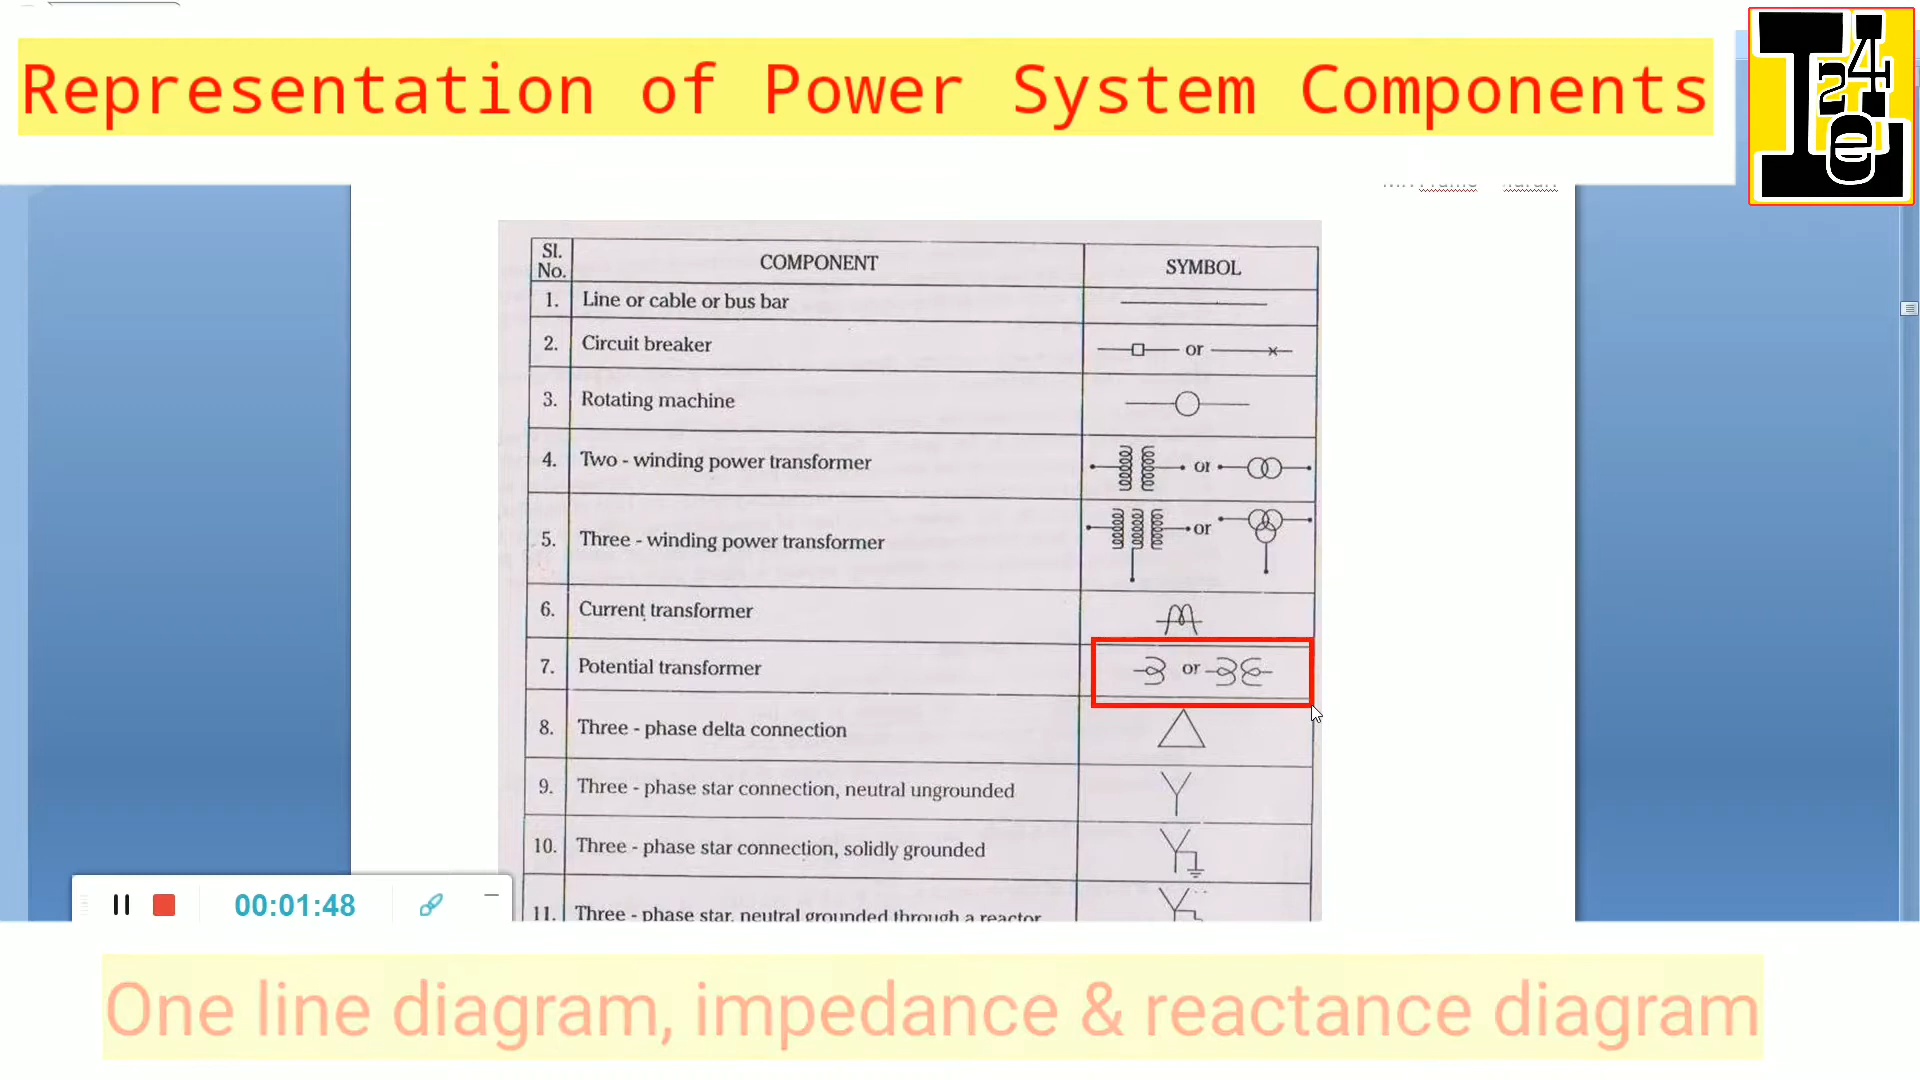 Representation of Power System Components
L24e
Sl. No.
COMPONENT
SYMBOL
1.
Line or cable or bus bar
2.
Circuit breaker
or
3.
Rotating machine
4.
Two - winding power transformer
or
5.
Three - winding power transformer
or
6.
Current transformer
7.
Potential transformer
or
8.
Three - phase delta connection
9.
Three - phase star connection, neutral ungrounded
10.
Three - phase star connection, solidly grounded
11.
Three - phase star, neutral grounded through a reactor
00:01:48
One line diagram, impedance & reactance diagram